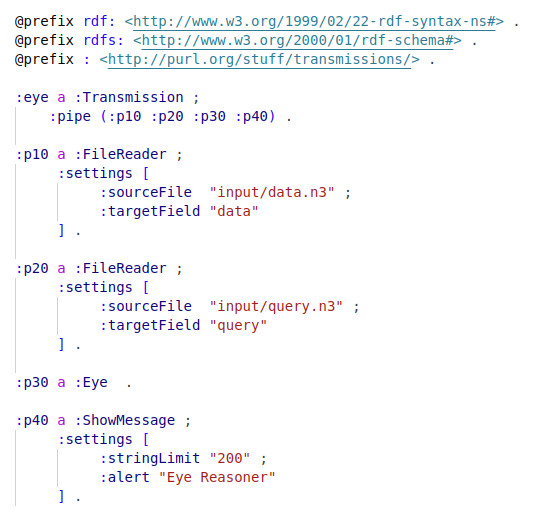 @prefix rdf: <http://www.w3.org/1999/02/22-rdf-syntax-ns#> .
@prefix rdfs: <http://www.w3.org/2000/01/rdf-schema#> .
@prefix : <http://purl.org/stuff/transmissions/> .

:eye a :Transmission ;
    :pipe (:p10 :p20 :p30 :p40) .

:p10 a :FileReader ;
     :settings [
          :sourceFile  "input/data.n3" ;
          :targetField "data"
     ] .

:p20 a :FileReader ;
     :settings [
          :sourceFile  "input/query.n3" ;
          :targetField "query"
     ] .

:p30 a :Eye  .

:p40 a :ShowMessage ;
     :settings [
          :stringLimit "200" ;
          :alert "Eye Reasoner"
     ] .